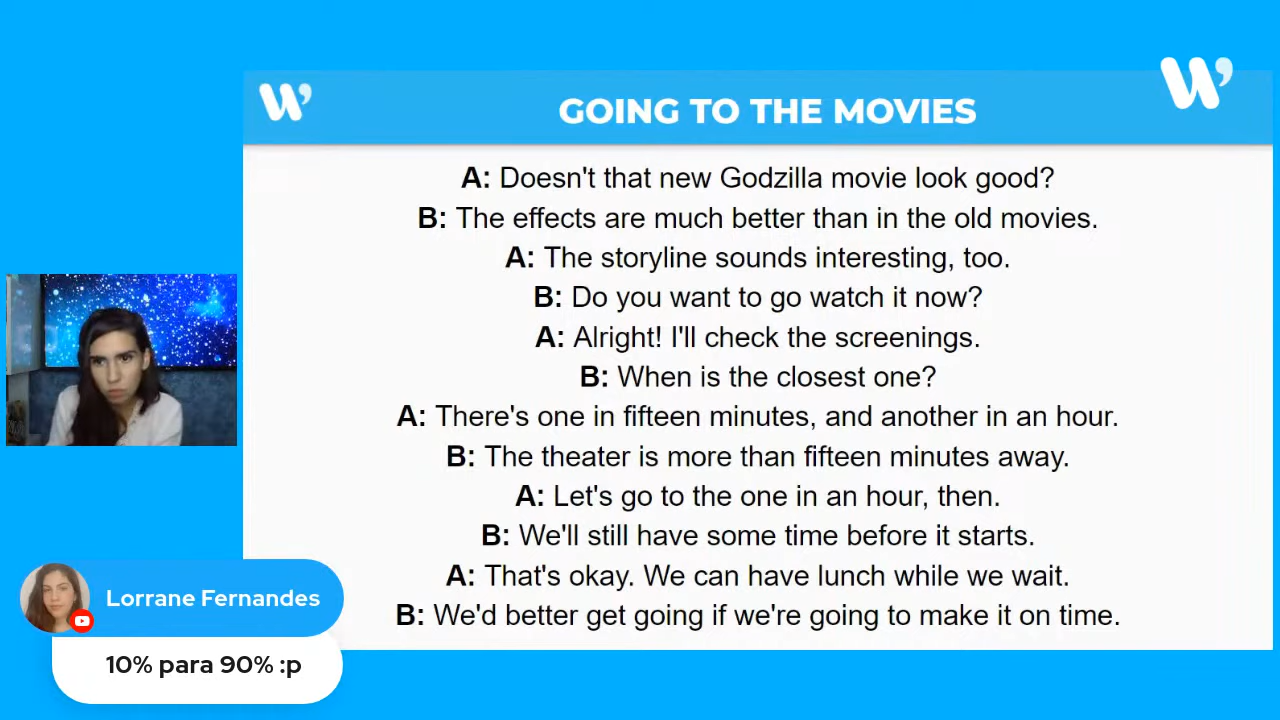 W'
W'
GOING TO THE MOVIES
A: Doesn't that new Godzilla movie look good?
B: The effects are much better than in the old movies.
A: The storyline sounds interesting, too.
B: Do you want to go watch it now?
A: Alright! I'll check the screenings.
B: When is the closest one?
A: There's one in fifteen minutes, and another in an hour.
B: The theater is more than fifteen minutes away.
A: Let's go to the one in an hour, then.
B: We'll still have some time before it starts.
A: That's okay. We can have lunch while we wait.
B: We'd better get going if we're going to make it on time.
Lorrane Fernandes
10% para 90% :p